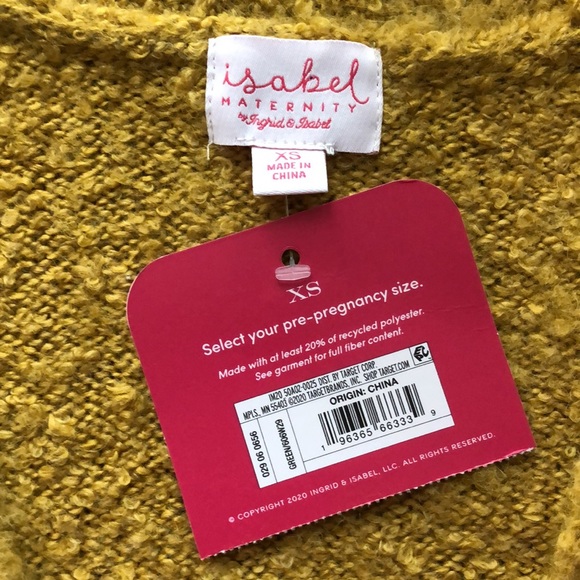 isabel
MATERNITY
by Ingrid & Isabel
XS
MADE IN
CHINA
XS
Select your pre-pregnancy size.
Made with at least 20% of recycled polyester.
See garment for full fiber content.
IM20 50A02-0025 DIST. BY TARGET CORP.
MPLS, MN 55403 ©2020 TARGETBRANDS, INC. SHOP TARGET.COM
ORIGIN: CHINA
029 06 0656
GREEN/06/9W29
1 96365 66333 9
© COPYRIGHT 2020 INGRID & ISABEL, LLC. ALL RIGHTS RESERVED.